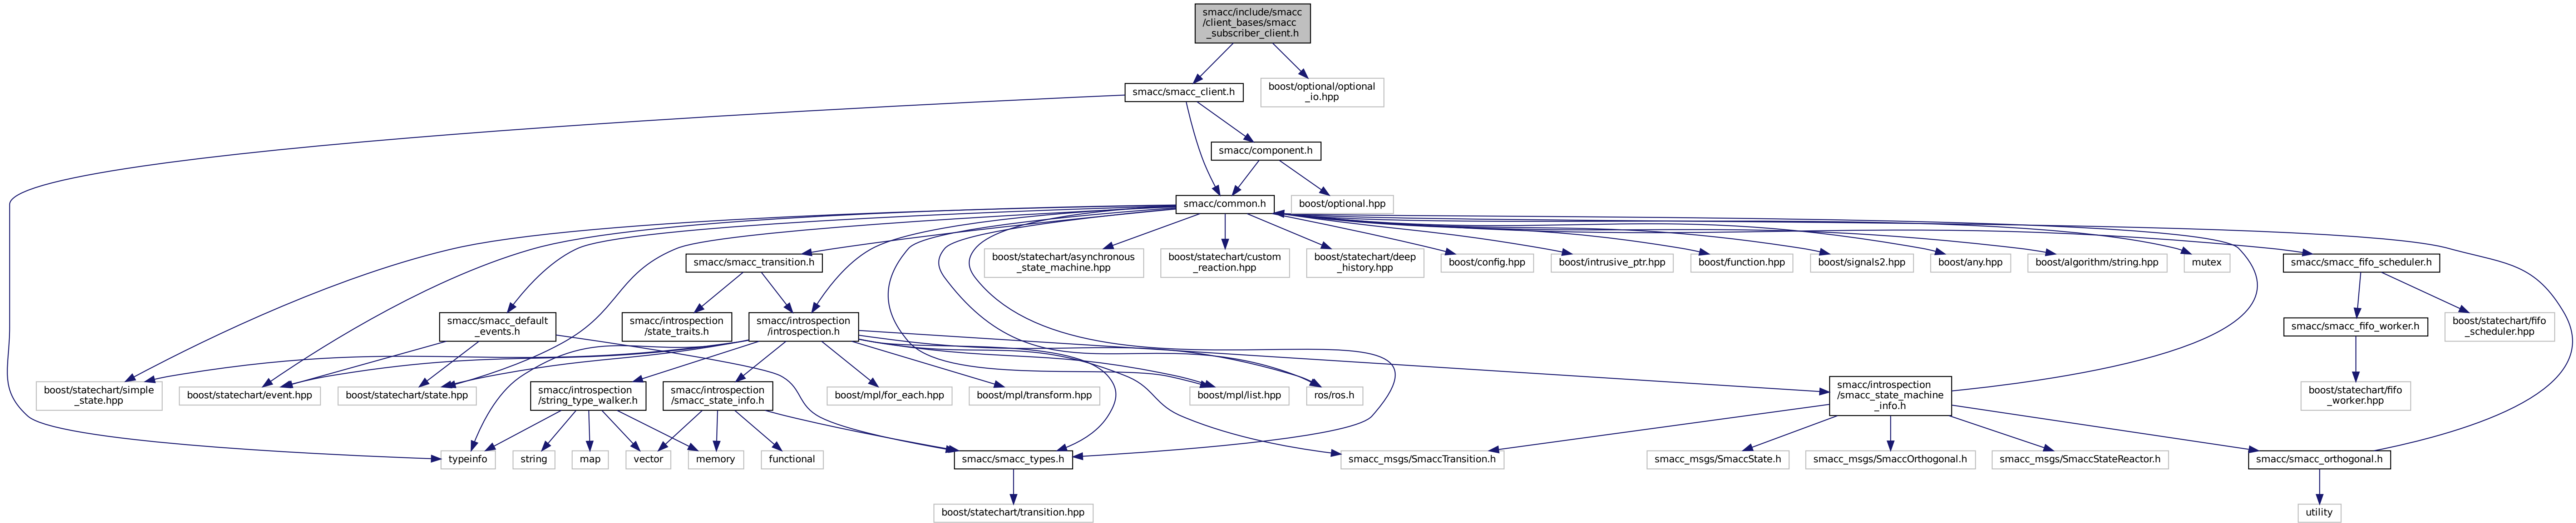 smacc/include/smacc
/client_bases/smacc
_subscriber_client.h
smacc/smacc_client.h
boost/optional/optional
_io.hpp
smacc/component.h
smacc/common.h
boost/optional.hpp
smacc/smacc_transition.h
boost/statechart/asynchronous
_state_machine.hpp
boost/statechart/custom
_reaction.hpp
boost/statechart/deep
_history.hpp
boost/config.hpp
boost/intrusive_ptr.hpp
boost/function.hpp
boost/signals2.hpp
boost/any.hpp
boost/algorithm/string.hpp
mutex
smacc/smacc_fifo_scheduler.h
smacc/smacc_default
_events.h
smacc/introspection
/state_traits.h
smacc/introspection
/introspection.h
smacc/smacc_fifo_worker.h
boost/statechart/fifo
_scheduler.hpp
boost/statechart/simple
_state.hpp
boost/statechart/event.hpp
boost/statechart/state.hpp
smacc/introspection
/string_type_walker.h
smacc/introspection
/smacc_state_info.h
boost/mpl/for_each.hpp
boost/mpl/transform.hpp
boost/mpl/list.hpp
ros/ros.h
smacc/introspection
/smacc_state_machine
_info.h
boost/statechart/fifo
_worker.hpp
typeinfo
string
map
vector
memory
functional
smacc/smacc_types.h
smacc_msgs/SmaccTransition.h
smacc_msgs/SmaccState.h
smacc_msgs/SmaccOrthogonal.h
smacc_msgs/SmaccStateReactor.h
smacc/smacc_orthogonal.h
boost/statechart/transition.hpp
utility